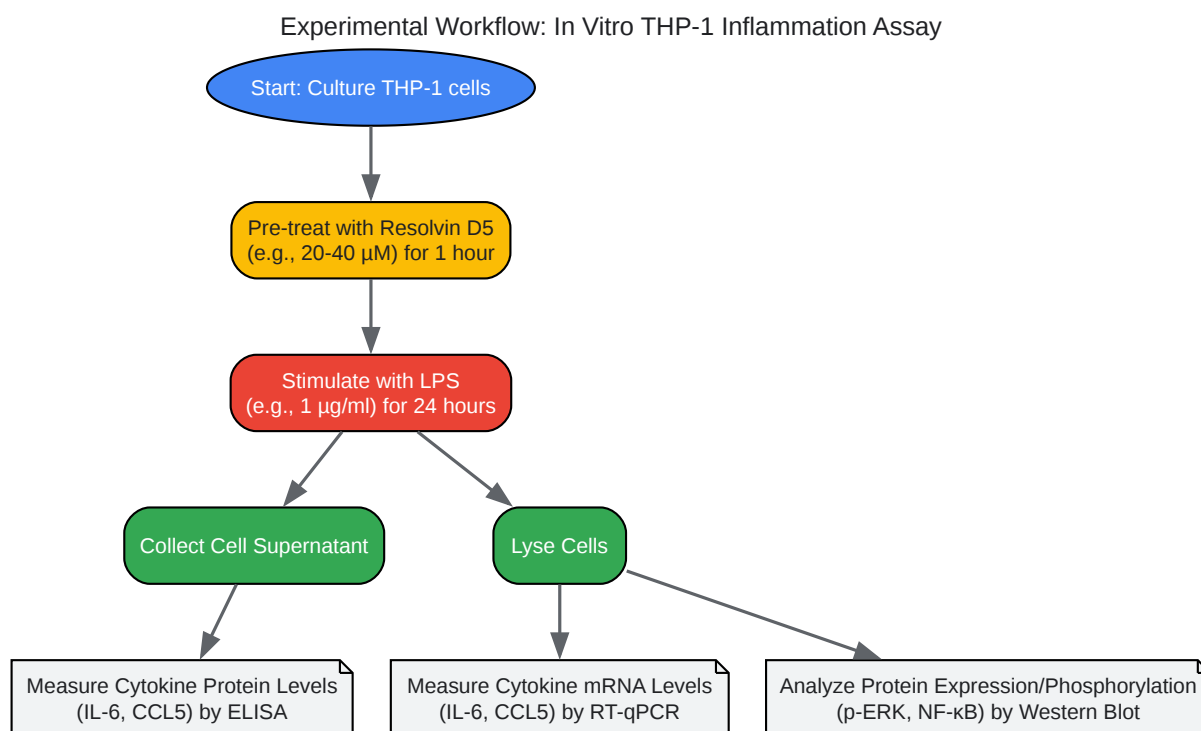 Experimental Workflow: In Vitro THP-1 Inflammation Assay
Start: Culture THP-1 cells
Pre-treat with Resolvin D5
(e.g., 20-40 µM) for 1 hour
Stimulate with LPS
(e.g., 1 µg/ml) for 24 hours
Collect Cell Supernatant
Lyse Cells
Measure Cytokine Protein Levels
(IL-6, CCL5) by ELISA
Measure Cytokine mRNA Levels
(IL-6, CCL5) by RT-qPCR
Analyze Protein Expression/Phosphorylation
(p-ERK, NF-κB) by Western Blot